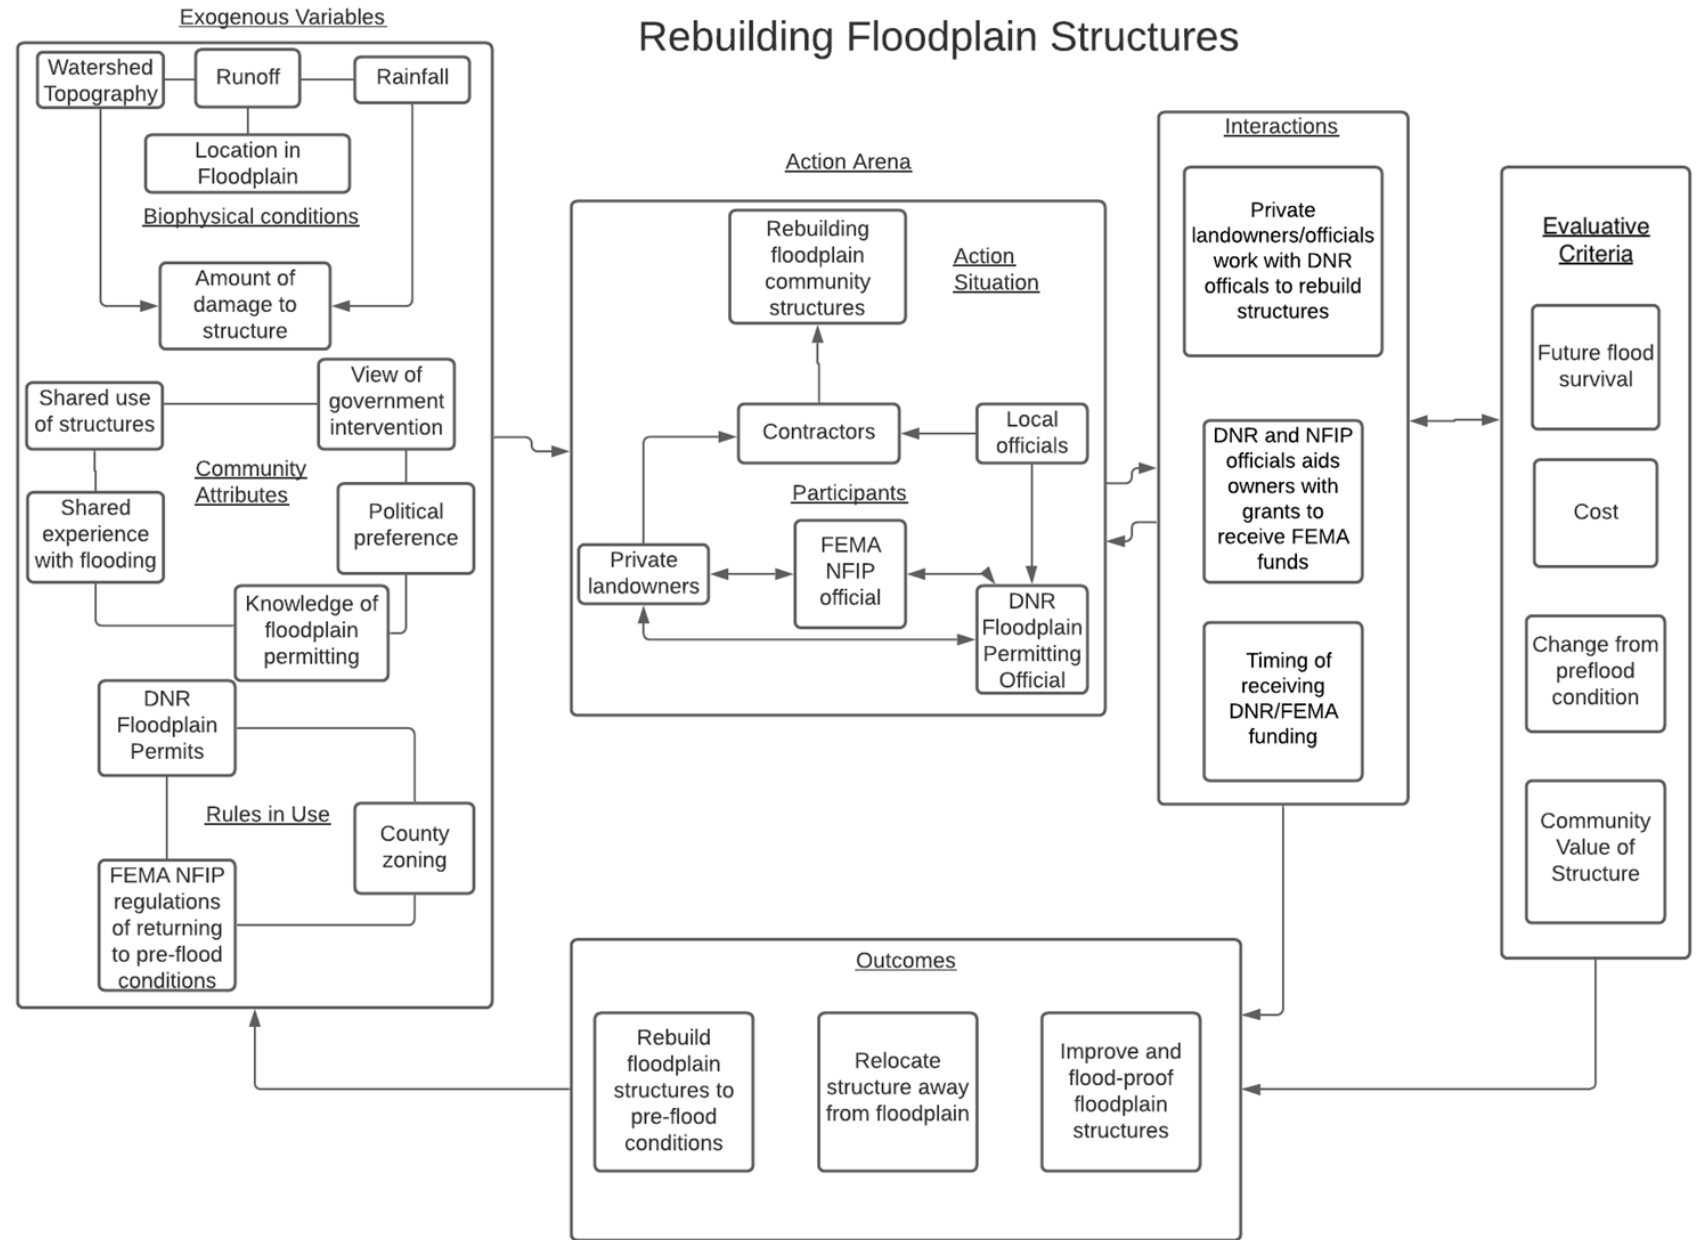 Exogenous Variables
Rebuilding Floodplain Structures
Watershed
Topography
Runoff
Rainfall
Location in
Floodplain
Biophysical conditions
Amount of
damage to
structure
Shared use
of structures
View of
government
intervention
Community
Attributes
Shared
experience
with flooding
Political
preference
Knowledge of
floodplain
permitting
DNR
Floodplain
Permits
Rules in Use
County
zoning
FEMA NFIP
regulations
of returning
to pre-flood
conditions
Action Arena
Rebuilding
floodplain
community
structures
Action
Situation
Contractors
Local
officials
Participants
Private
landowners
FEMA
NFIP
official
DNR
Floodplain
Permitting
Official
Interactions
Private
landowners/officials
work with DNR
officals to rebuild
structures
DNR and NFIP
officials aids
owners with
grants to
receive FEMA
funds
Timing of
receiving
DNR/FEMA
funding
Evaluative
Criteria
Future flood
survival
Cost
Change from
preflood
condition
Community
Value of
Structure
Outcomes
Rebuild
floodplain
structures to
pre-flood
conditions
Relocate
structure away
from floodplain
Improve and
flood-proof
floodplain
structures